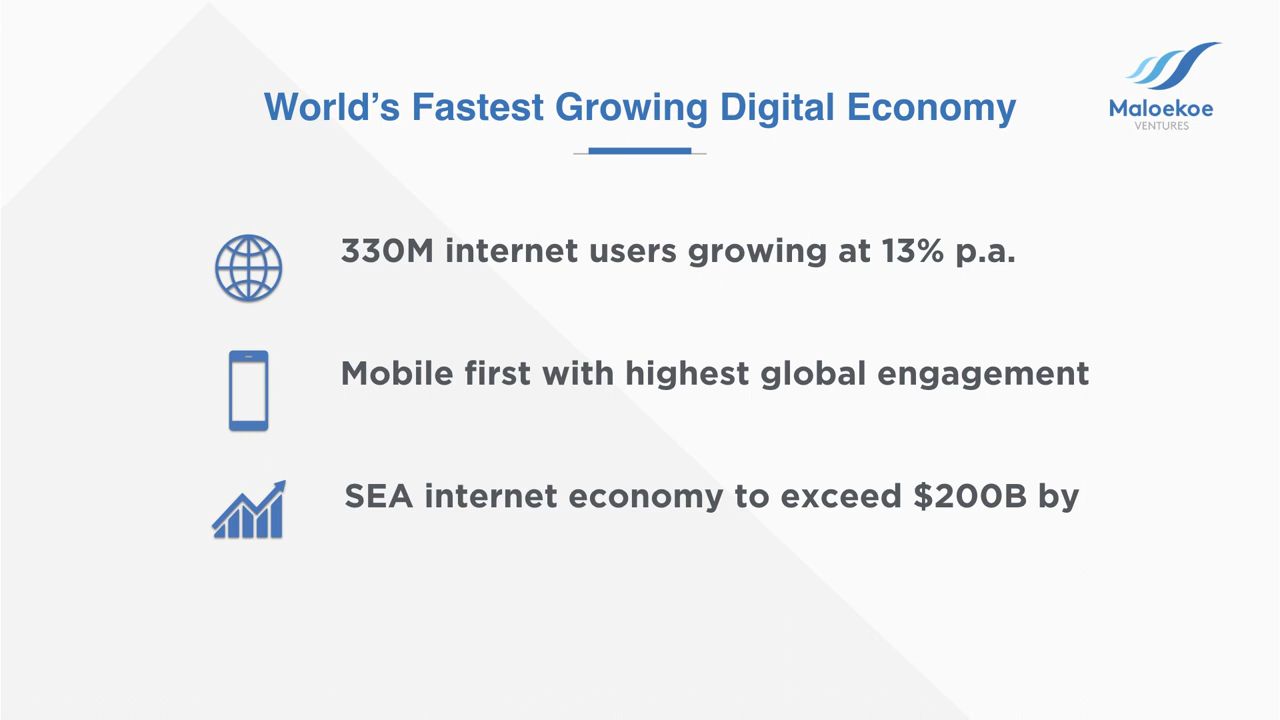 World’s Fastest Growing Digital Economy
Maloekoe
VENTURES
330M internet users growing at 13% p.a.
Mobile first with highest global engagement
SEA internet economy to exceed $200B by